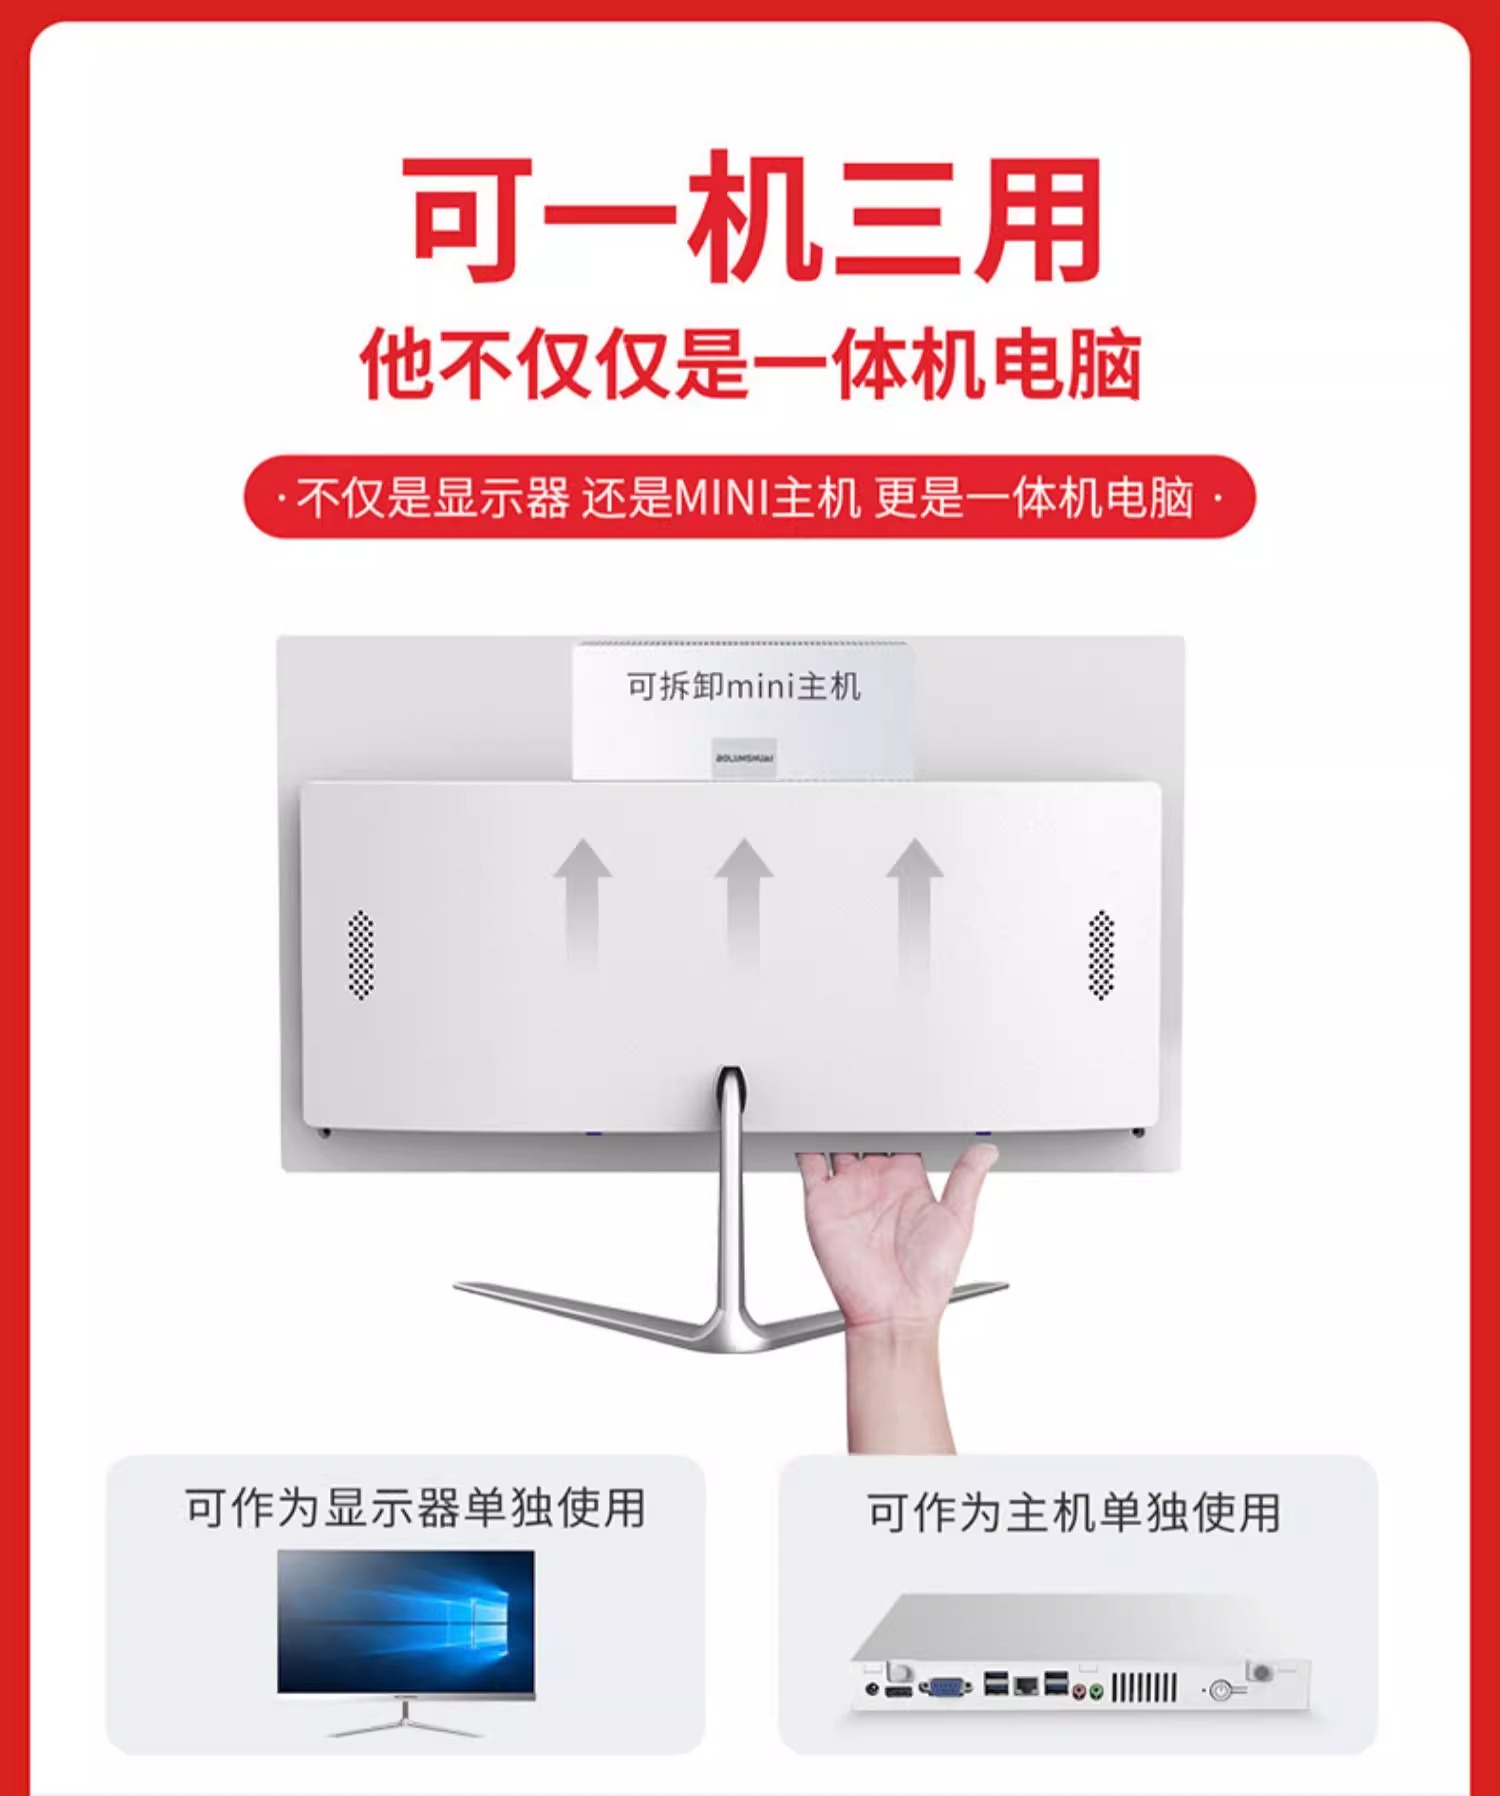 可一机三用
他不仅仅是一体机电脑
·不仅是显示器 还是MINI主机 更是一体机电脑·
可拆卸mini主机
AOLUMSHUAI
可作为显示器单独使用
可作为主机单独使用